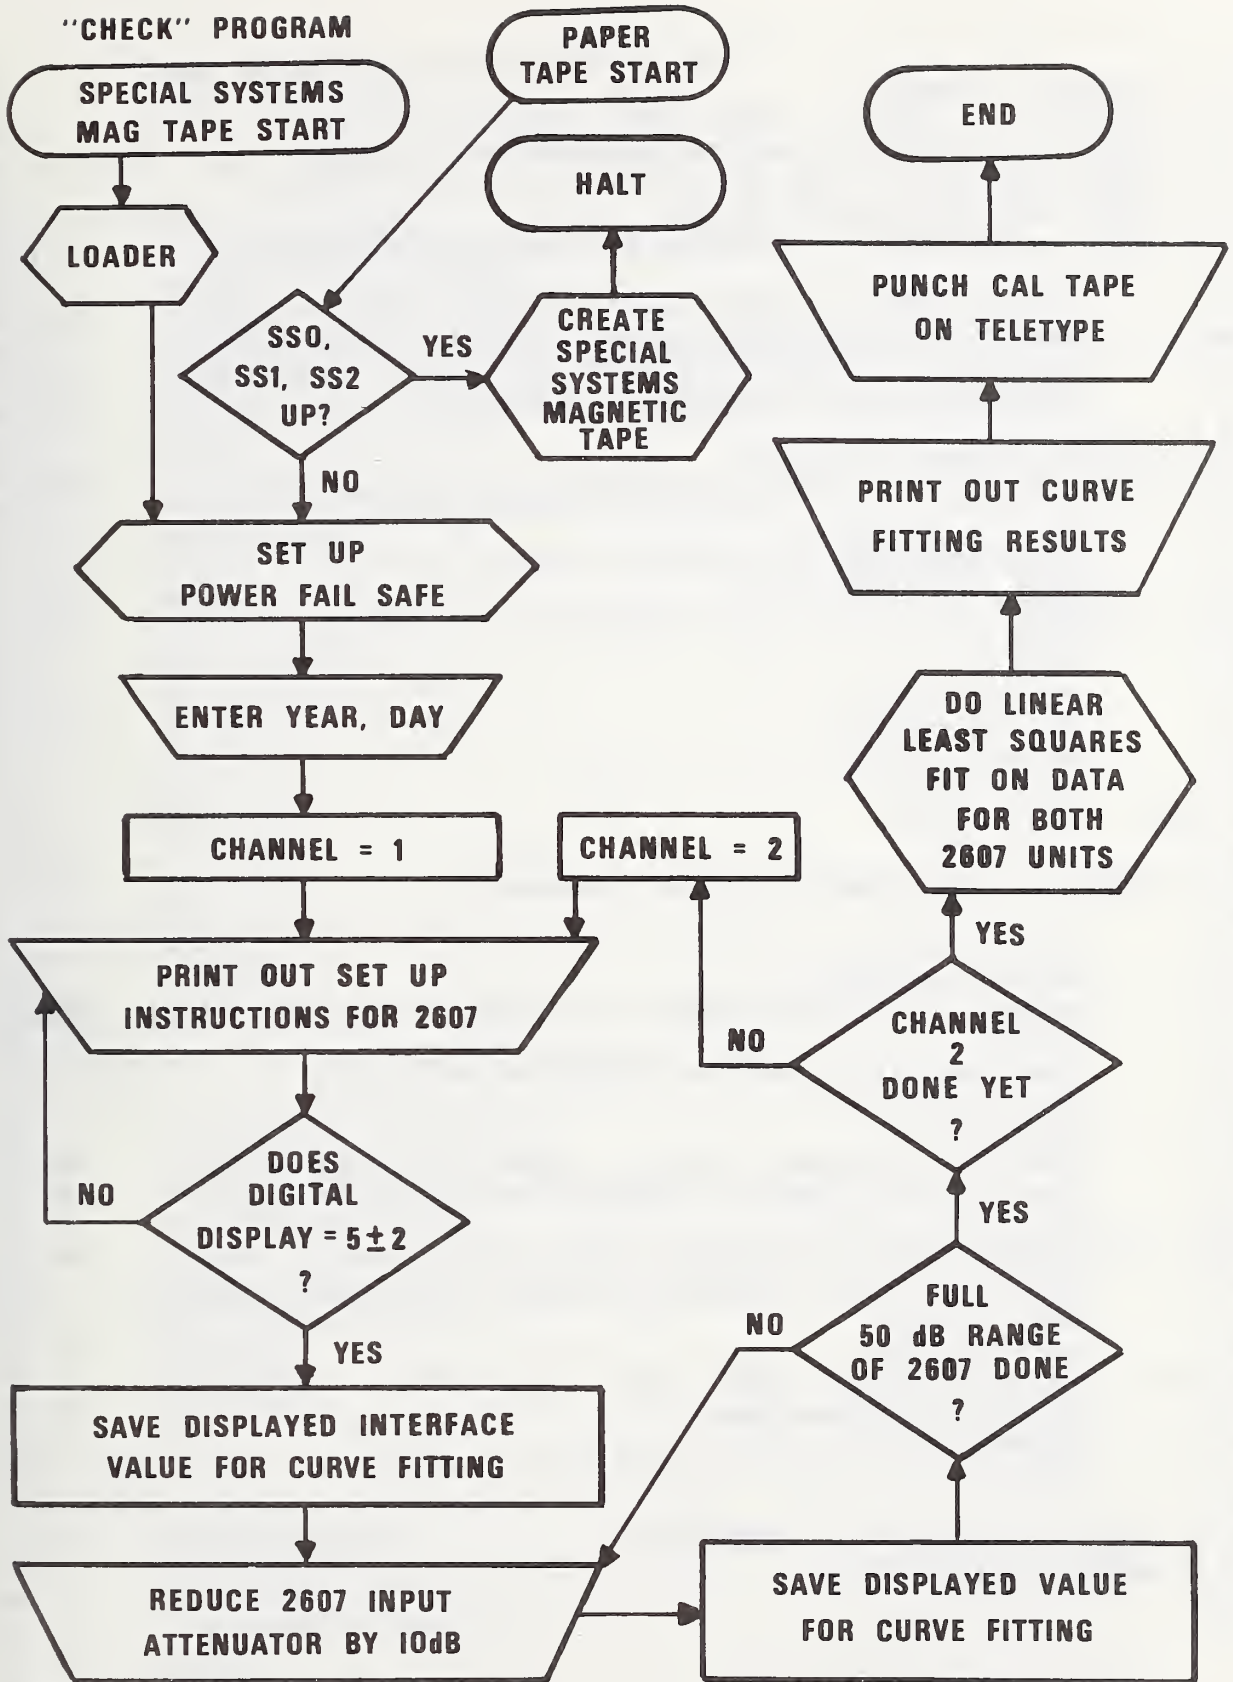 "CHECK" PROGRAM
SPECIAL SYSTEMS
MAG TAPE START
LOADER
PAPER
TAPE START
HALT
SS0,
SS1, SS2
UP?
YES
CREATE
SPECIAL
SYSTEMS
MAGNETIC
TAPE
NO
SET UP
POWER FAIL SAFE
ENTER YEAR, DAY
CHANNEL = 1
CHANNEL = 2
PRINT OUT SET UP
INSTRUCTIONS FOR 2607
DOES
DIGITAL
DISPLAY = 5 ± 2
?
NO
YES
SAVE DISPLAYED INTERFACE
VALUE FOR CURVE FITTING
REDUCE 2607 INPUT
ATTENUATOR BY 10dB
SAVE DISPLAYED VALUE
FOR CURVE FITTING
FULL
50 dB RANGE
OF 2607 DONE
?
NO
YES
CHANNEL
2
DONE YET
?
NO
YES
DO LINEAR
LEAST SQUARES
FIT ON DATA
FOR BOTH
2607 UNITS
PRINT OUT CURVE
FITTING RESULTS
PUNCH CAL TAPE
ON TELETYPE
END